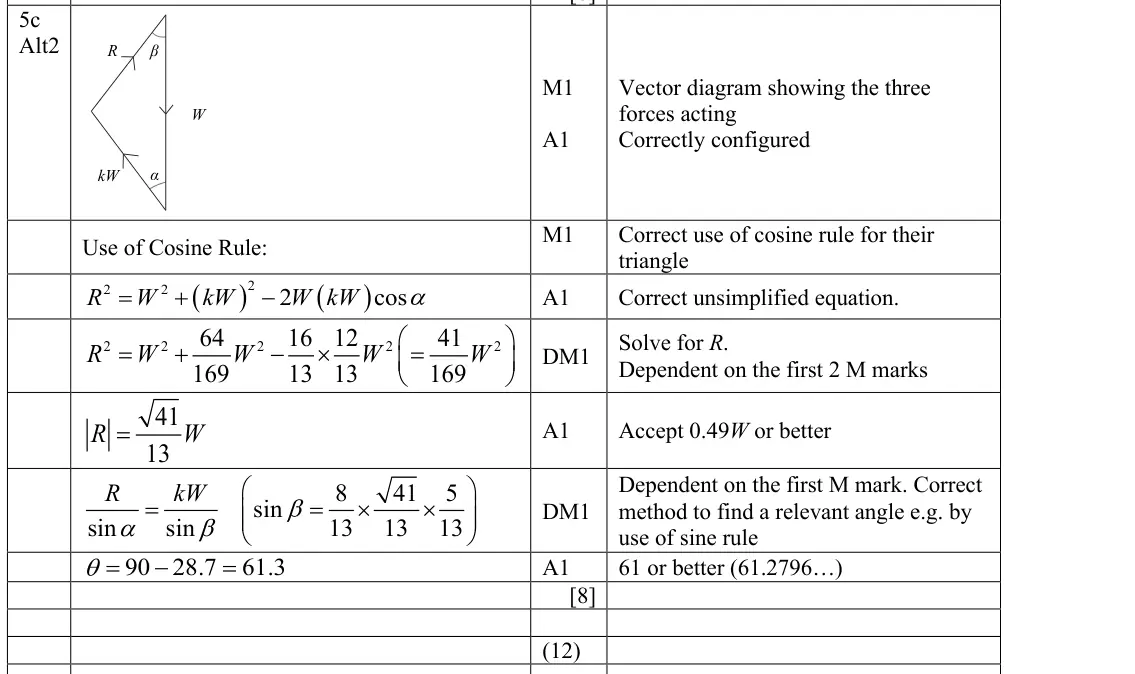 5c
Alt2
R
β
W
kW
α
M1
Vector diagram showing the three
forces acting
A1
Correctly configured
Use of Cosine Rule:
M1
Correct use of cosine rule for their
triangle
R² = W² + (kW)² − 2W(kW)cos α
A1
Correct unsimplified equation.
R² = W² + 64/169 W² − 16/13 × 12/13 W² (= 41/169 W²)
DM1
Solve for R.
Dependent on the first 2 M marks
|R| = √41/13 W
A1
Accept 0.49W or better
R/sin α = kW/sin β (sin β = 8/13 × √41/13 × 5/13)
DM1
Dependent on the first M mark. Correct
method to find a relevant angle e.g. by
use of sine rule
θ = 90 − 28.7 = 61.3
A1
61 or better (61.2796…)
[8]
(12)